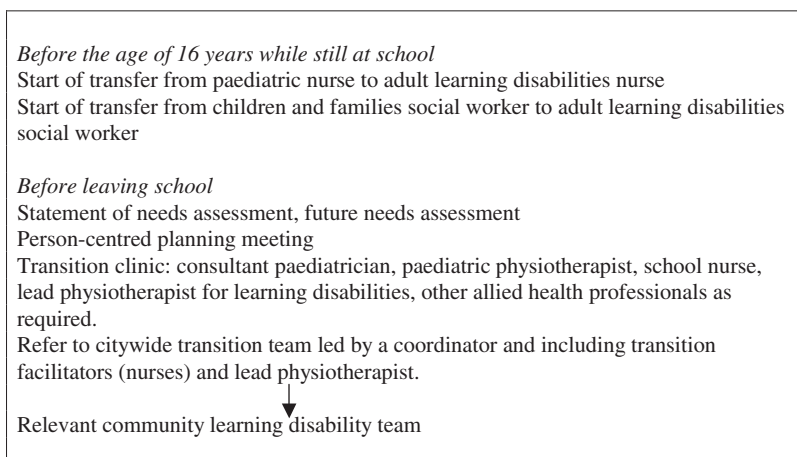 Before the age of 16 years while still at school
Start of transfer from paediatric nurse to adult learning disabilities nurse
Start of transfer from children and families social worker to adult learning disabilities
social worker
Before leaving school
Statement of needs assessment, future needs assessment
Person-centred planning meeting
Transition clinic: consultant paediatrician, paediatric physiotherapist, school nurse,
lead physiotherapist for learning disabilities, other allied health professionals as
required.
Refer to citywide transition team led by a coordinator and including transition
facilitators (nurses) and lead physiotherapist.
Relevant community learning disability team